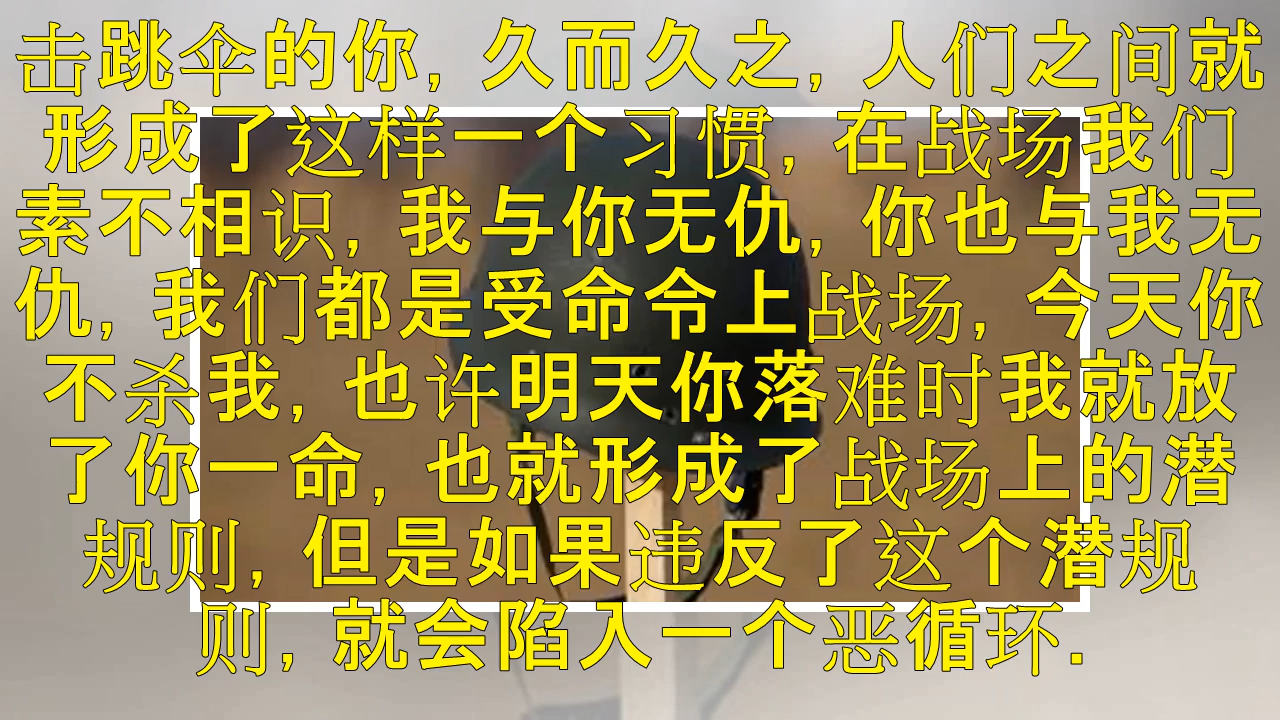 击跳伞的你, 久而久之, 人们之间就
形成了这样一个习惯, 在战场我们
素不相识, 我与你无仇, 你也与我无
仇, 我们都是受命令上战场, 今天你
不杀我, 也许明天你落难时我就放
了你一命, 也就形成了战场上的潜
规则, 但是如果违反了这个潜规
则, 就会陷入一个恶循环.